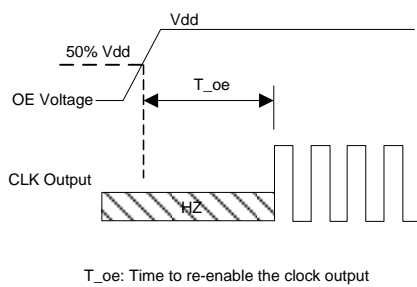 Vdd
50% Vdd
T_oe
OE Voltage
CLK Output
HZ
T_oe: Time to re-enable the clock output